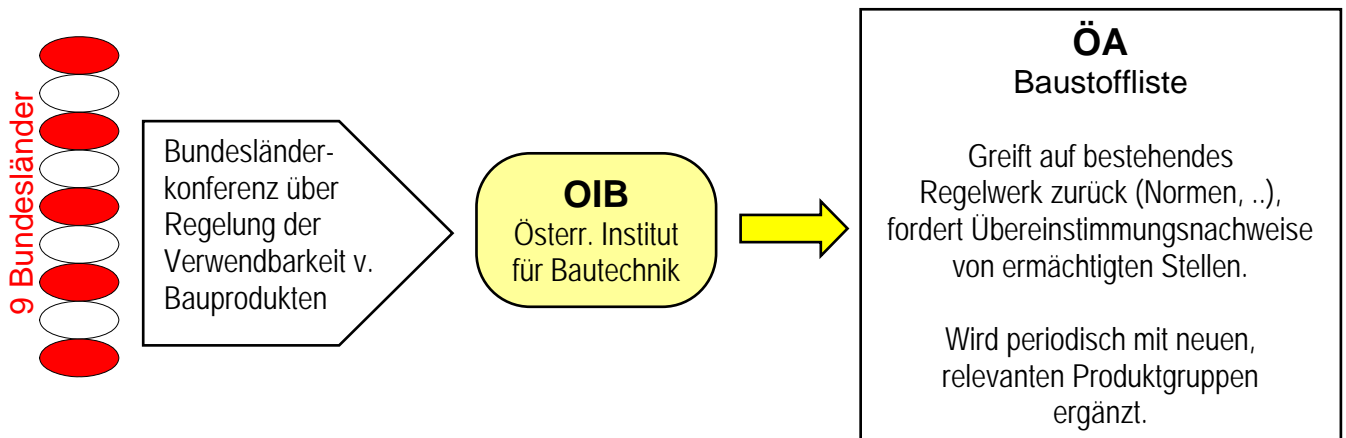 9 Bundesländer
Bundesländer-
konferenz über
Regelung der
Verwendbarkeit v.
Bauprodukten
OIB
Österr. Institut
für Bautechnik
ÖA
Baustoffliste
Greift auf bestehendes
Regelwerk zurück (Normen, ..),
fordert Übereinstimmungsnachweise
von ermächtigten Stellen.
Wird periodisch mit neuen,
relevanten Produktgruppen
ergänzt.